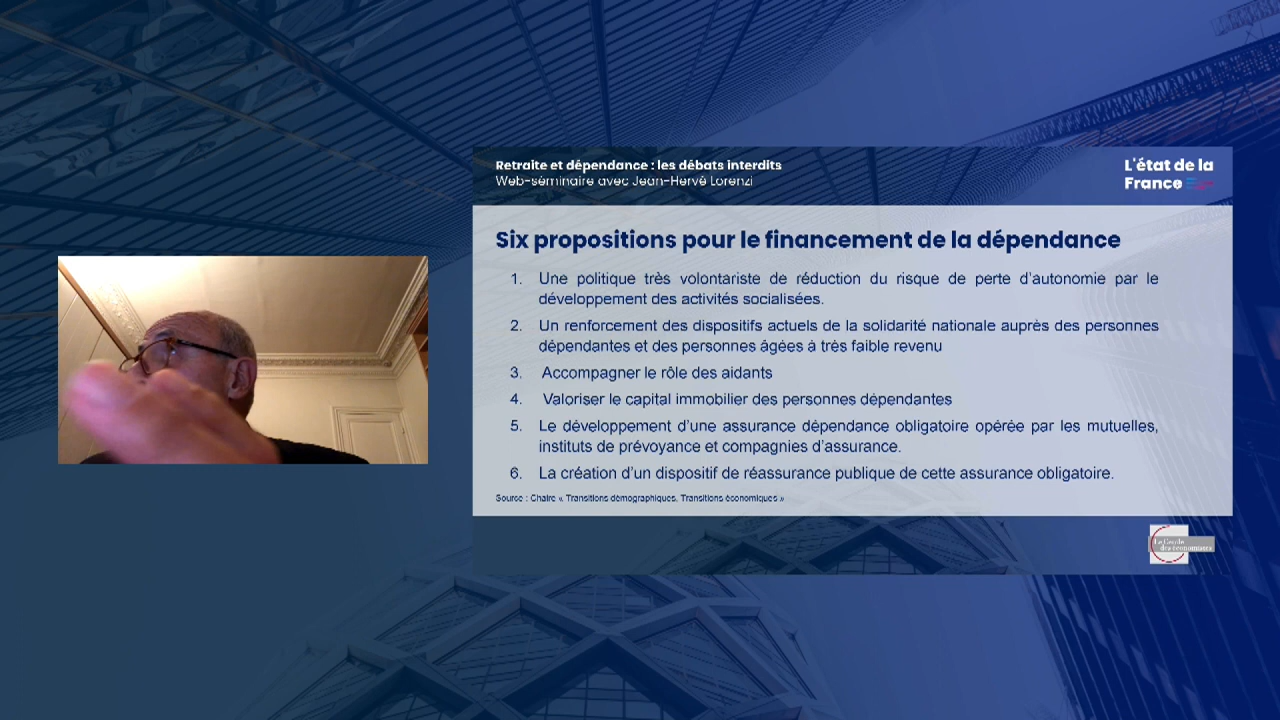 Retraite et dépendance : les débats interdits
Web-séminaire avec Jean-Hervé Lorenzi
L'état de la
France
Six propositions pour le financement de la dépendance
1. Une politique très volontariste de réduction du risque de perte d'autonomie par le
développement des activités socialisées.
2. Un renforcement des dispositifs actuels de la solidarité nationale auprès des personnes
dépendantes et des personnes âgées à très faible revenu
3. Accompagner le rôle des aidants
4. Valoriser le capital immobilier des personnes dépendantes
5. Le développement d'une assurance dépendance obligatoire opérée par les mutuelles,
instituts de prévoyance et compagnies d'assurance.
6. La création d'un dispositif de réassurance publique de cette assurance obligatoire.
Source : Chaire « Transitions démographiques, Transitions économiques »
Le Cercle
des économistes